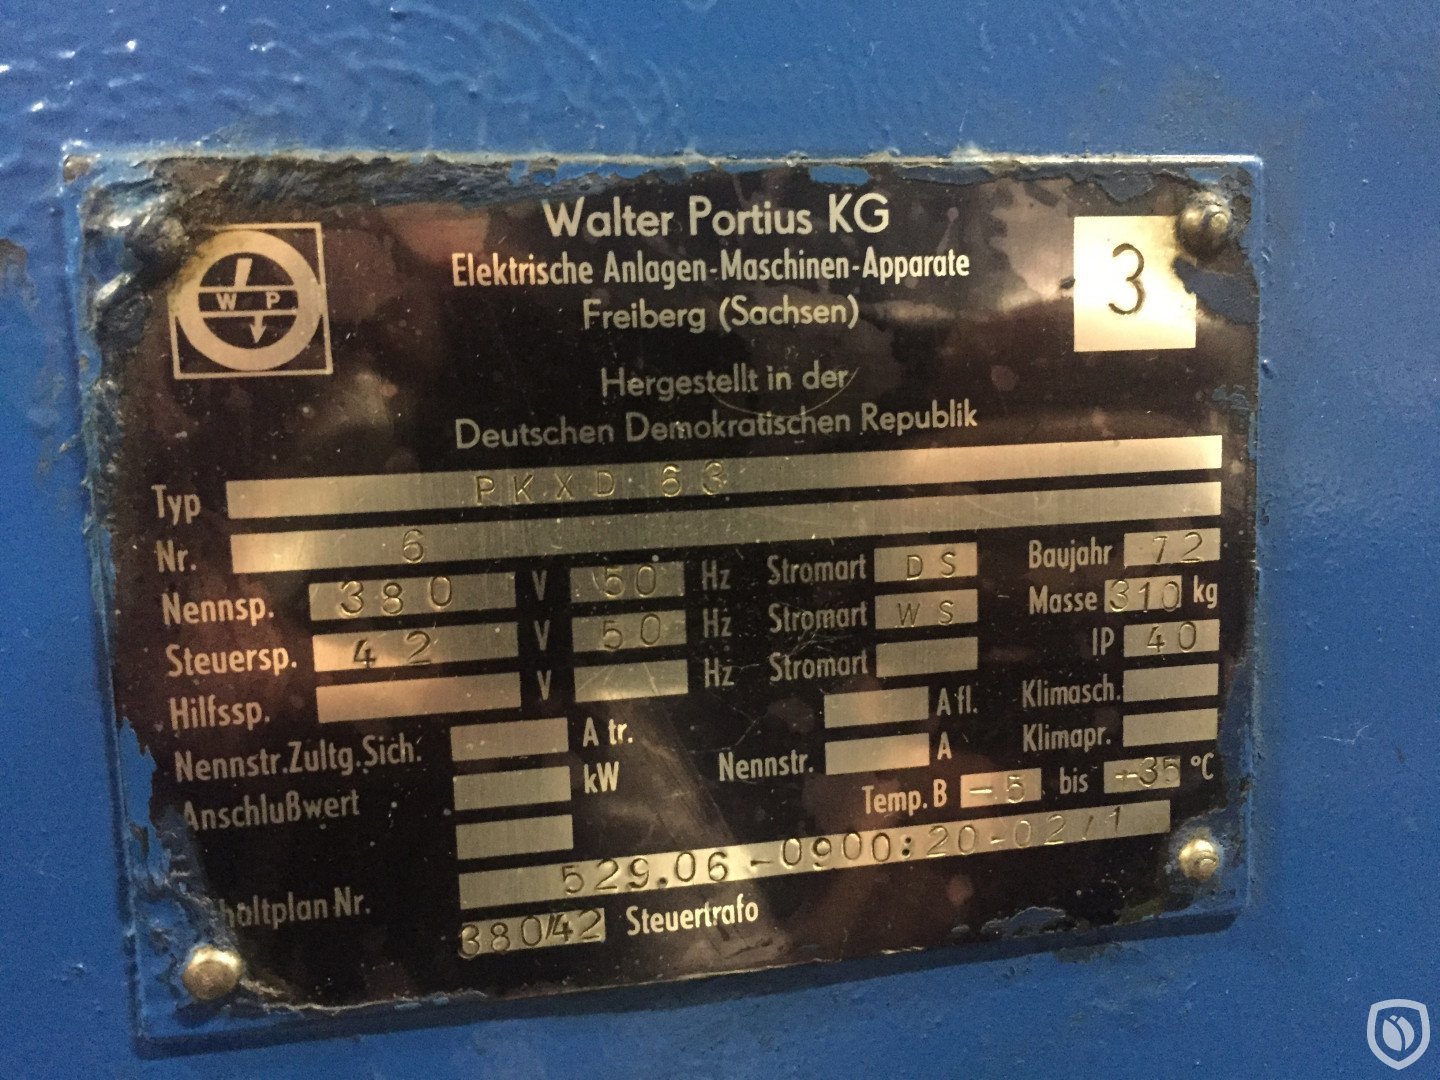 Walter Portius KG
Elektrische Anlagen-Maschinen-Apparate
Freiberg (Sachsen)
W P
3
Hergestellt in der
Deutschen Demokratischen Republik
Typ PKXD 63
Nr. 6
Nennsp. 380 V 50 Hz Stromart DS Baujahr 72
Steuersp. 42 V 50 Hz Stromart WS Masse 310 kg
Hilfssp. V Hz Stromart IP 40
Nennstr.Zultg.Sich. A tr. A fl. Klimasch.
Anschlußwert kW Nennstr. A Klimapr.
Temp. B -5 bis +35 °C
haltplan Nr. 529.06-0900:20-02/1
380/42 Steuertrafo